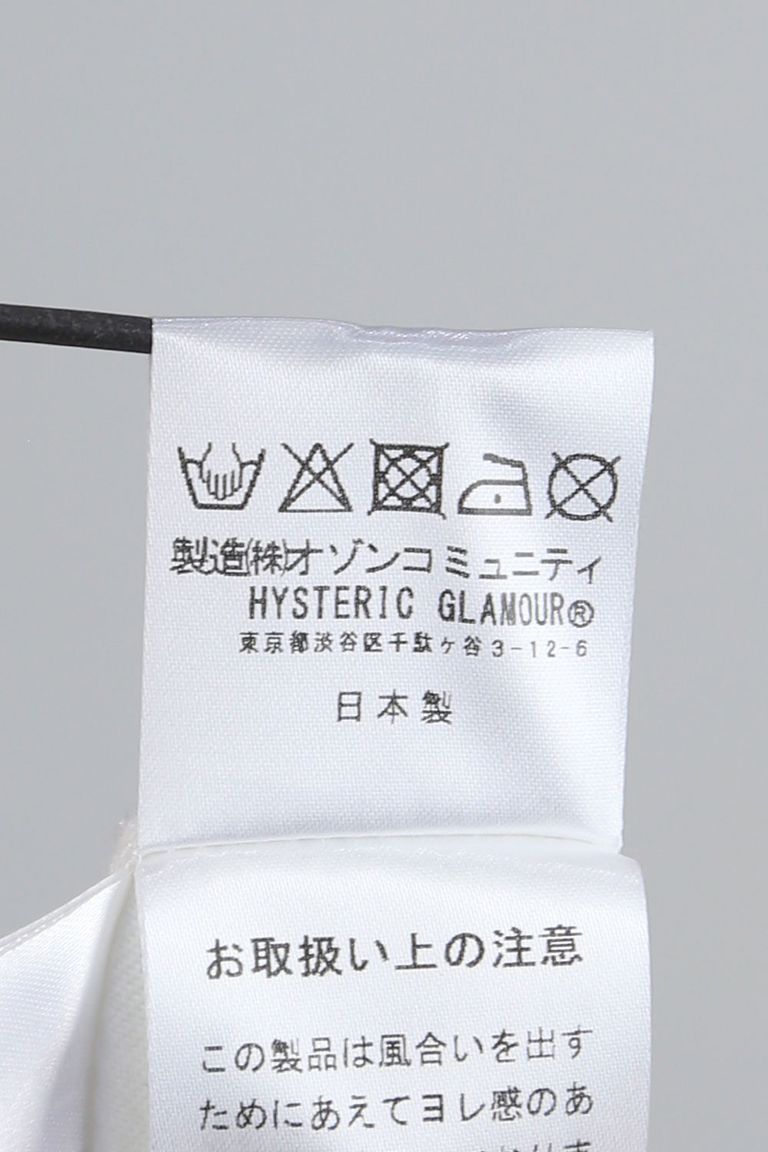 製造(株)オゾンコミュニティ
HYSTERIC GLAMOUR®
東京都渋谷区千駄ヶ谷3-12-6
日本製
お取扱い上の注意
この製品は風合いを出す
ためにあえてヨレ感のあ